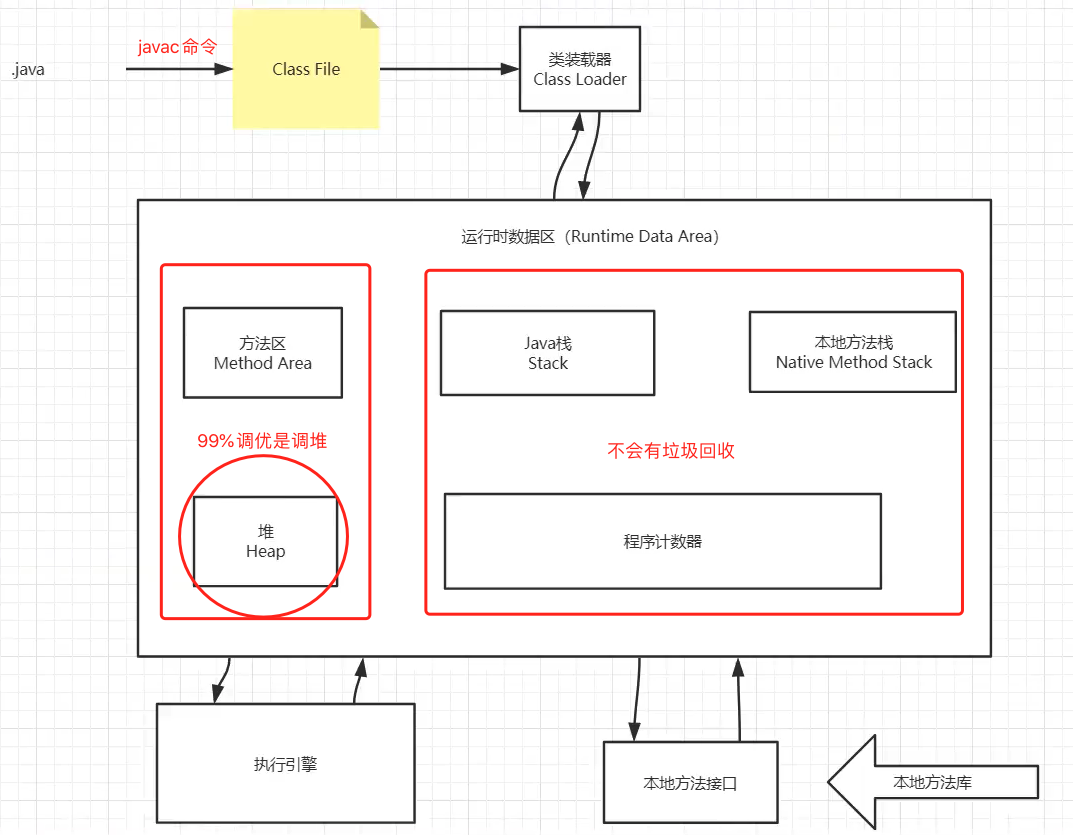 .java
javac 命令
Class File
类装载器
Class Loader
运行时数据区（Runtime Data Area）
方法区
Method Area
Java栈
Stack
本地方法栈
Native Method Stack
99%调优是调堆
不会有垃圾回收
堆
Heap
程序计数器
执行引擎
本地方法接口
本地方法库